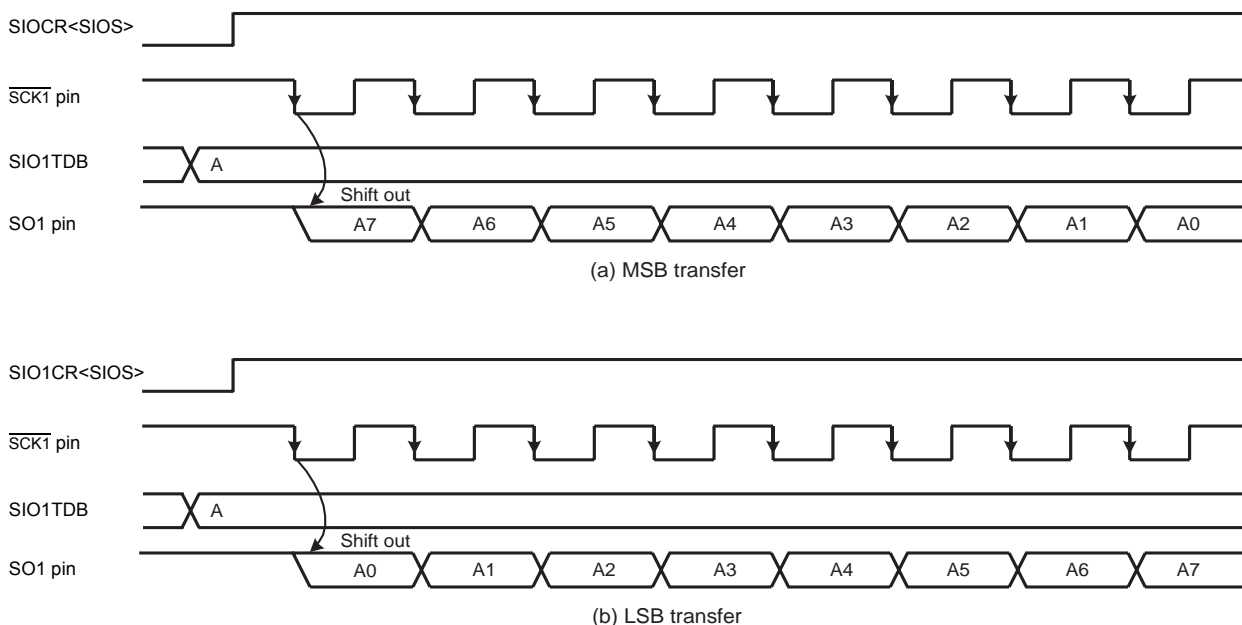 SIOCR<SIOS>
SCK1 pin
SIO1TDB
A
Shift out
SO1 pin
A7 A6 A5 A4 A3 A2 A1 A0
(a) MSB transfer
SIO1CR<SIOS>
SCK1 pin
SIO1TDB
A
Shift out
SO1 pin
A0 A1 A2 A3 A4 A5 A6 A7
(b) LSB transfer